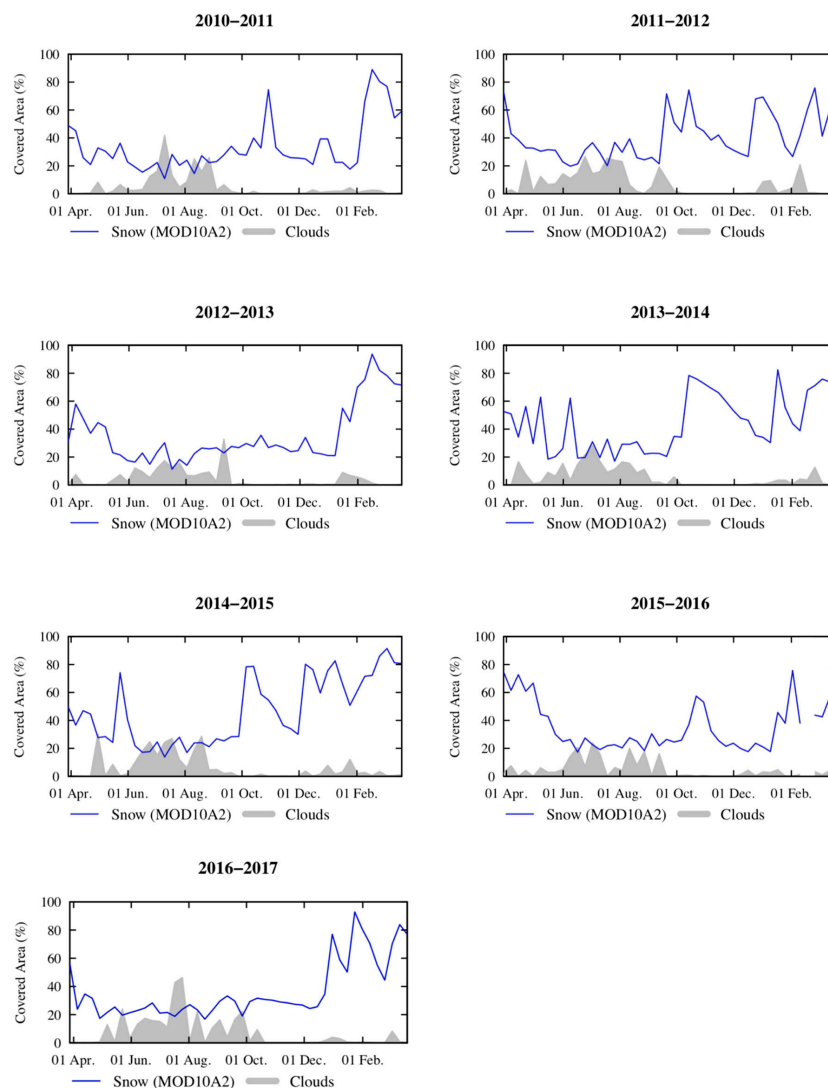 2010−2011
100
80
60
40
20
0
Covered Area (%)
01 Apr. 01 Jun. 01 Aug. 01 Oct. 01 Dec. 01 Feb.
Snow (MOD10A2) Clouds
2011−2012
100
80
60
40
20
0
Covered Area (%)
01 Apr. 01 Jun. 01 Aug. 01 Oct. 01 Dec. 01 Feb.
Snow (MOD10A2) Clouds
2012−2013
100
80
60
40
20
0
Covered Area (%)
01 Apr. 01 Jun. 01 Aug. 01 Oct. 01 Dec. 01 Feb.
Snow (MOD10A2) Clouds
2013−2014
100
80
60
40
20
0
Covered Area (%)
01 Apr. 01 Jun. 01 Aug. 01 Oct. 01 Dec. 01 Feb.
Snow (MOD10A2) Clouds
2014−2015
100
80
60
40
20
0
Covered Area (%)
01 Apr. 01 Jun. 01 Aug. 01 Oct. 01 Dec. 01 Feb.
Snow (MOD10A2) Clouds
2015−2016
100
80
60
40
20
0
Covered Area (%)
01 Apr. 01 Jun. 01 Aug. 01 Oct. 01 Dec. 01 Feb.
Snow (MOD10A2) Clouds
2016−2017
100
80
60
40
20
0
Covered Area (%)
01 Apr. 01 Jun. 01 Aug. 01 Oct. 01 Dec. 01 Feb.
Snow (MOD10A2) Clouds